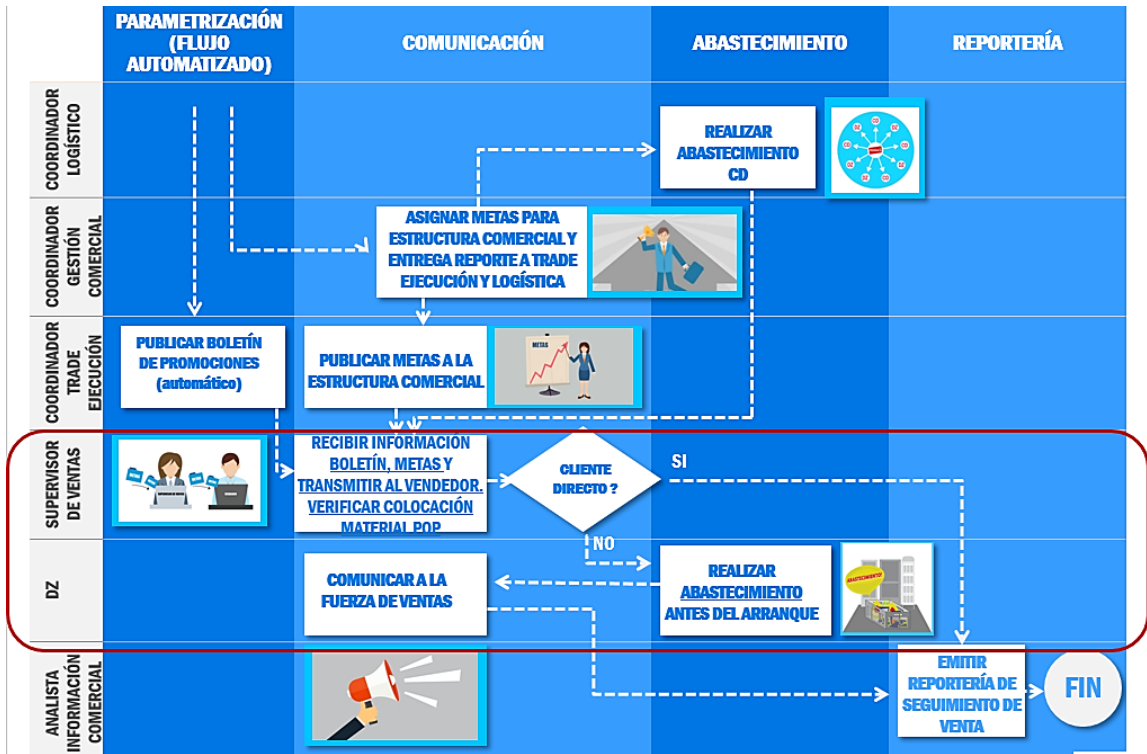 PARAMETRIZACIÓN
(FLUJO
AUTOMATIZADO)
COMUNICACIÓN
ABASTECIMIENTO
REPORTERÍA
COORDINADOR
LOGÍSTICO
REALIZAR
ABASTECIMIENTO
CD
COORDINADOR
GESTIÓN
COMERCIAL
ASIGNAR METAS PARA
ESTRUCTURA COMERCIAL Y
ENTREGA REPORTE A TRADE
EJECUCIÓN Y LOGÍSTICA
COORDINADOR
TRADE
EJECUCIÓN
PUBLICAR BOLETÍN
DE PROMOCIONES
(automático)
PUBLICAR METAS A LA
ESTRUCTURA COMERCIAL
METAS
SUPERVISOR
DE VENTAS
RECIBIR INFORMACIÓN
BOLETÍN, METAS Y
TRANSMITIR AL VENDEDOR.
VERIFICAR COLOCACIÓN
MATERIAL POP
CLIENTE
DIRECTO ?
SI
NO
DZ
COMUNICAR A LA
FUERZA DE VENTAS
REALIZAR
ABASTECIMIENTO
ANTES DEL ARRANQUE
ABASTECIMIENTO!
ANALISTA
INFORMACIÓN
COMERCIAL
EMITIR
REPORTERÍA DE
SEGUIMIENTO DE
VENTA
FIN